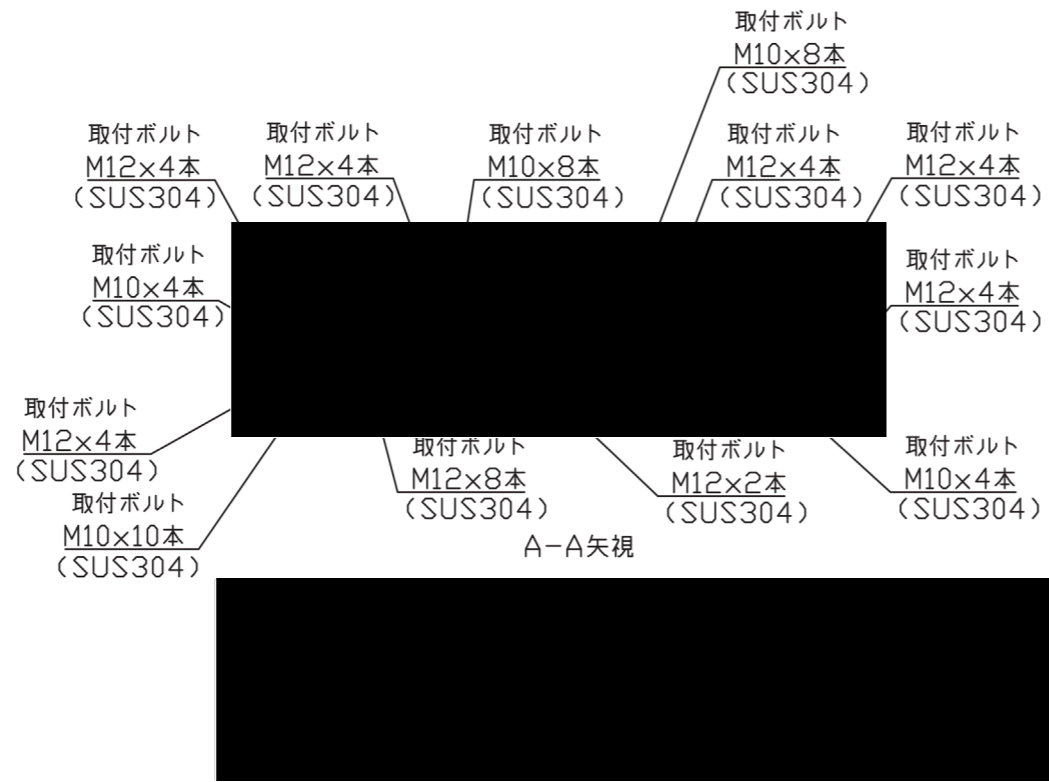 取付ボルト
M10×8本
(SUS304)
取付ボルト
M12×4本
(SUS304)
取付ボルト
M12×4本
(SUS304)
取付ボルト
M10×8本
(SUS304)
取付ボルト
M12×4本
(SUS304)
取付ボルト
M12×4本
(SUS304)
取付ボルト
M10×4本
(SUS304)
取付ボルト
M12×4本
(SUS304)
取付ボルト
M12×4本
(SUS304)
取付ボルト
M10×10本
(SUS304)
取付ボルト
M12×8本
(SUS304)
取付ボルト
M12×2本
(SUS304)
取付ボルト
M10×4本
(SUS304)
A-A矢視